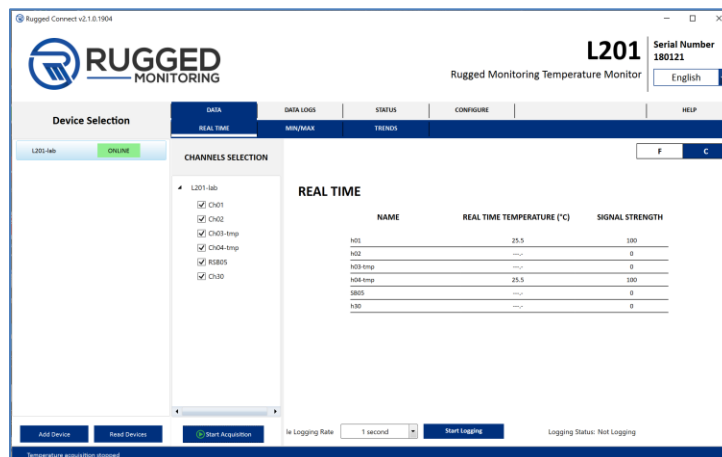 Rugged Connect v2.1.0.1904
RUGGED
MONITORING
L201
Rugged Monitoring Temperature Monitor
Serial Number
180121
English
Device Selection
DATA
DATA LOGS
STATUS
CONFIGURE
HELP
REAL TIME
MIN/MAX
TRENDS
L201-lab
ONLINE
CHANNELS SELECTION
F
C
L201-lab
Ch01
Ch02
Ch03-tmp
Ch04-tmp
RSB05
Ch30
REAL TIME
NAME REAL TIME TEMPERATURE (°C) SIGNAL STRENGTH
h01 25.5 100
h02 ---.- 0
h03-tmp ---.- 0
h04-tmp 25.5 100
SB05 ---.- 0
h30 ---.- 0
Add Device
Read Devices
Start Acquisition
le Logging Rate
1 second
Start Logging
Logging Status: Not Logging
Temperature acquisition stopped